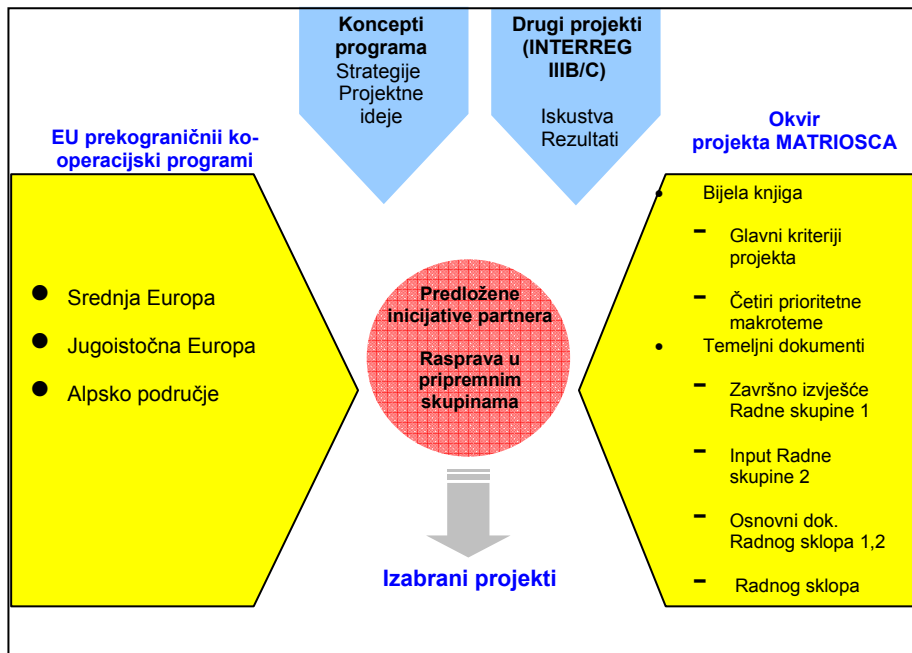 Koncepti
programa
Strategije
Projektne
ideje
Drugi projekti
(INTERREG
IIIB/C)
Iskustva
Rezultati
EU prekograničnii ko-
operacijski programi
Okvir
projekta MATRIOSCA
● Srednja Europa
● Jugoistočna Europa
● Alpsko područje
Predložene
inicijative partnera
Rasprava u
pripremnim
skupinama
• Bijela knjiga
- Glavni kriteriji
projekta
- Četiri prioritetne
makroteme
• Temeljni dokumenti
- Završno izvješće
Radne skupine 1
- Input Radne
skupine 2
- Osnovni dok.
Radnog sklopa 1,2
- Radnog sklopa
Izabrani projekti